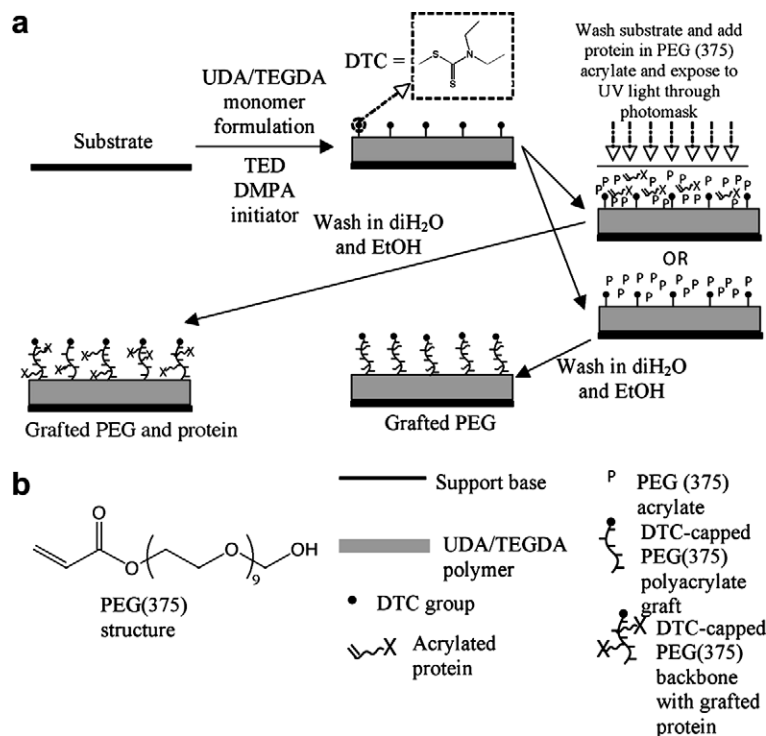 a
Substrate
UDA/TEGDA
monomer
formulation
TED
DMPA
initiator
DTC =
S
N
S
Wash substrate and add
protein in PEG (375)
acrylate and expose to
UV light through
photomask
P P P P P P
X X X X
OR
P P P P P P
Wash in diH2O
and EtOH
Wash in diH2O
and EtOH
X X X X X
Grafted PEG and protein
Grafted PEG
b
O
O
O
9
OH
PEG(375)
structure
Support base
UDA/TEGDA
polymer
DTC group
X
Acrylated
protein
P
PEG (375)
acrylate
DTC-capped
PEG(375)
polyacrylate
graft
X
X
DTC-capped
PEG(375)
backbone
with grafted
protein